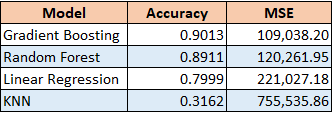 Model Accuracy MSE
Gradient Boosting 0.9013 109,038.20
Random Forest 0.8911 120,261.95
Linear Regression 0.7999 221,027.18
KNN 0.3162 755,535.86